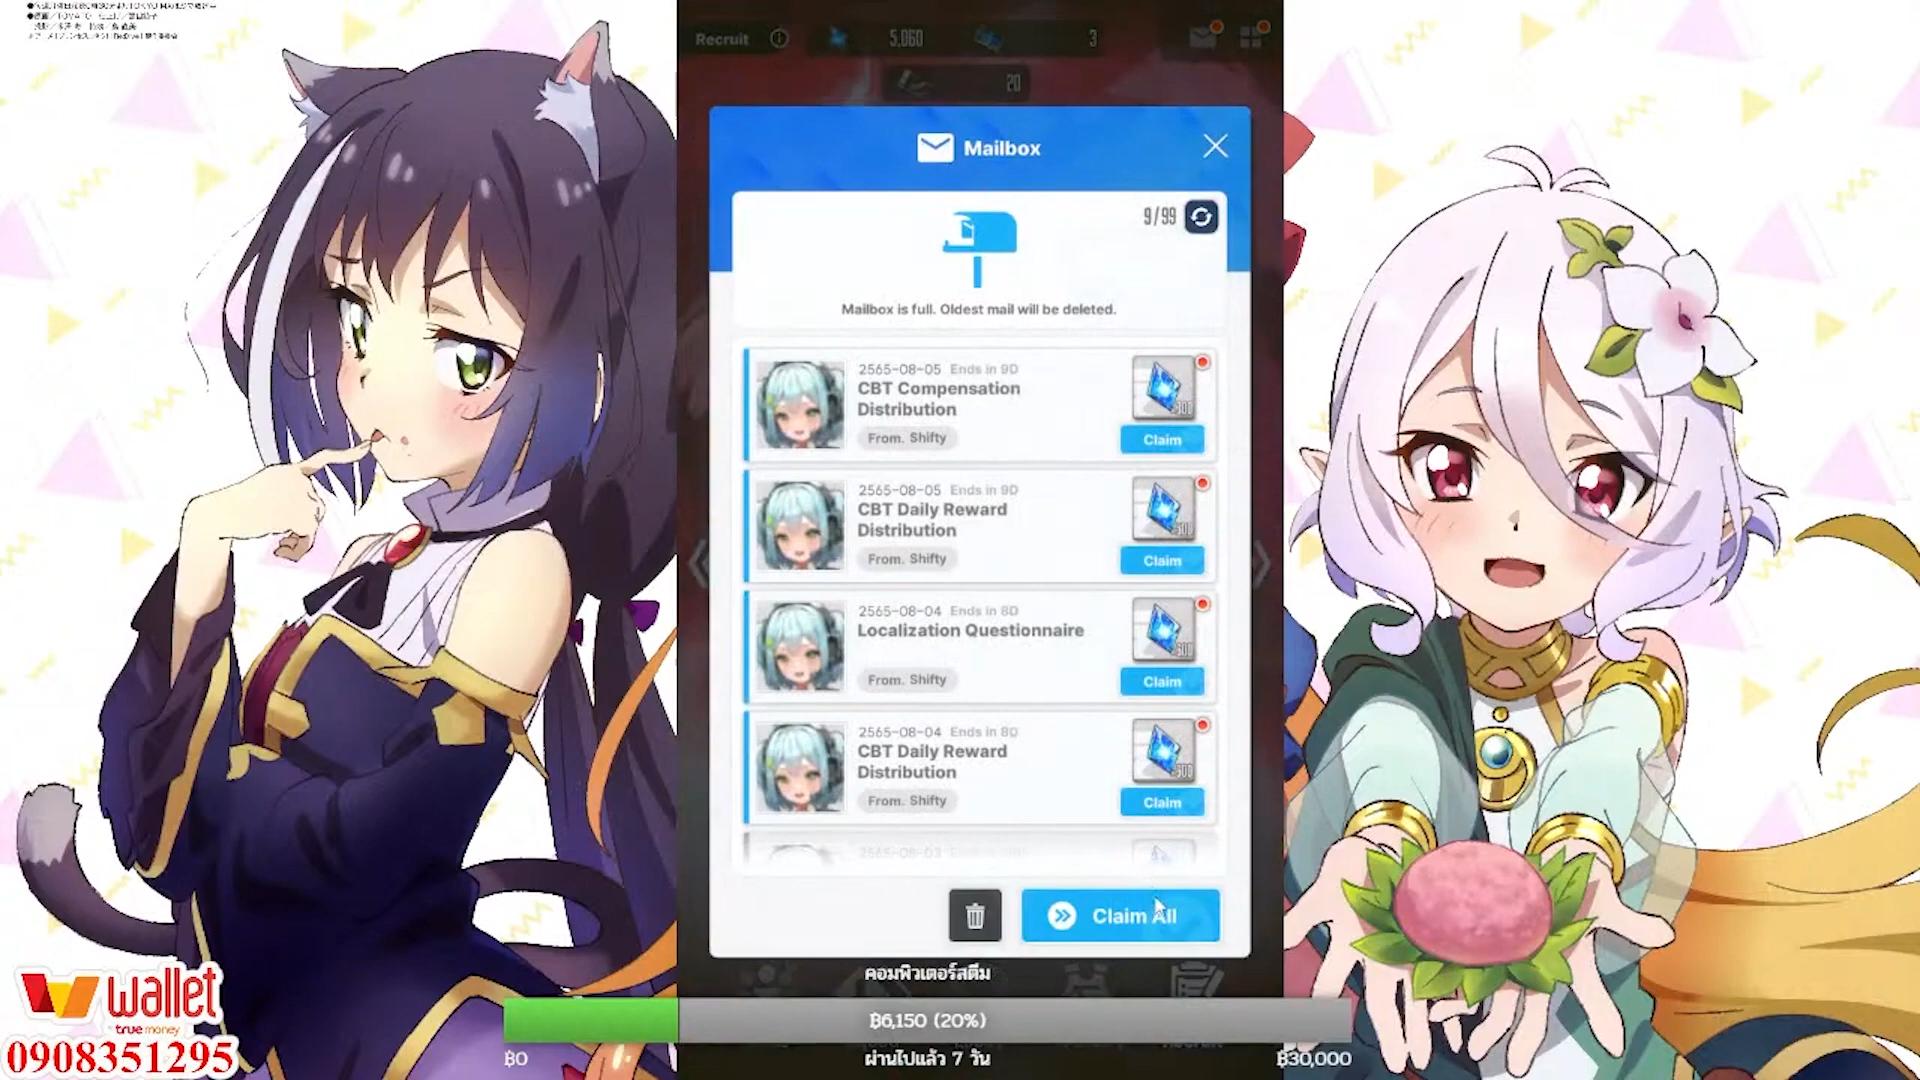 Recruit
5,060
3
20
Mailbox
9/99
Mailbox is full. Oldest mail will be deleted.
2565-08-05 Ends in 9D
CBT Compensation
Distribution
From. Shifty
Claim
2565-08-05 Ends in 9D
CBT Daily Reward
Distribution
From. Shifty
Claim
2565-08-04 Ends in 8D
Localization Questionnaire
From. Shifty
Claim
2565-08-04 Ends in 8D
CBT Daily Reward
Distribution
From. Shifty
Claim
2565-08-03
Claim All
คอมพิวเตอร์สตีม
฿6,150 (20%)
฿0
ผ่านไปแล้ว 7 วัน
฿30,000
wallet
by true money
0908351295